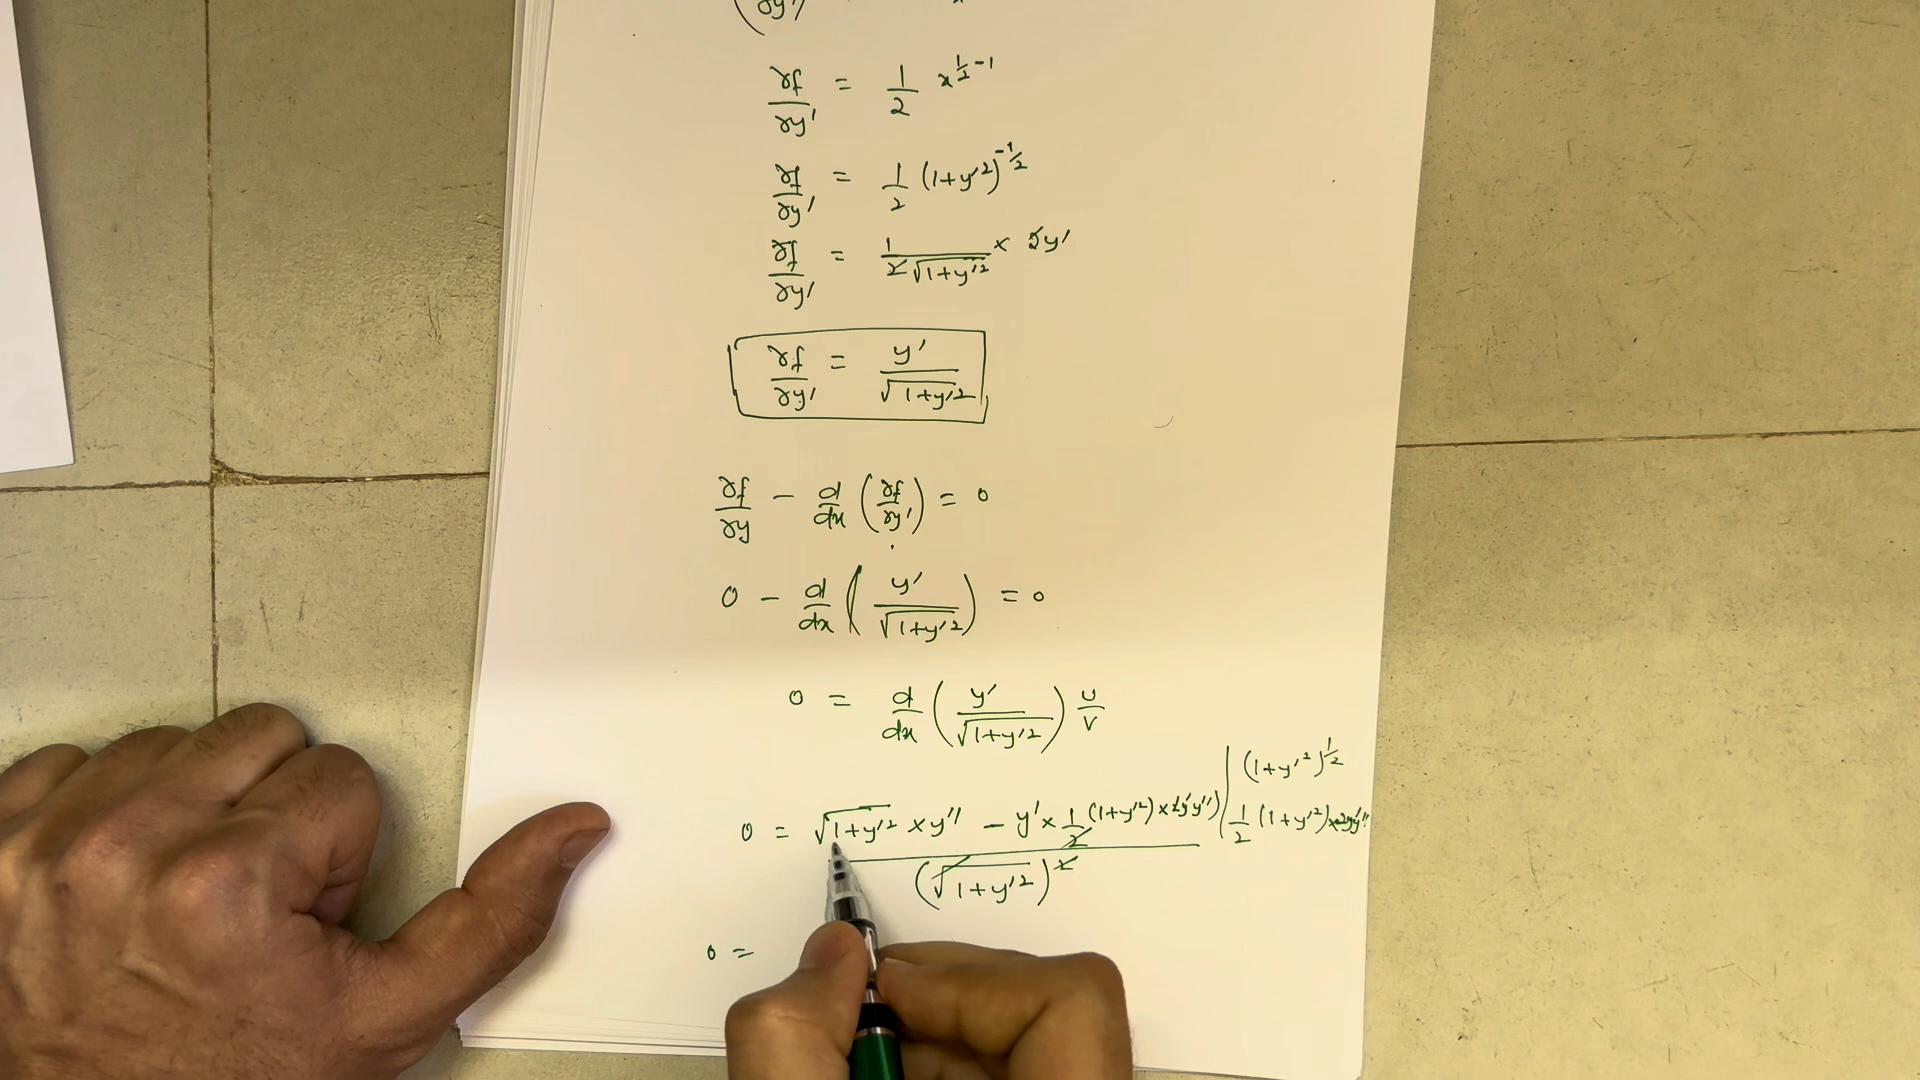 ∂f/∂y' = 1/2 x^(1/2 - 1)
∂f/∂y' = 1/2 (1+y'²)^(-1/2)
∂f/∂y' = 1/(2√(1+y'²)) × 2y'
∂f/∂y' = y'/√(1+y'²)
∂f/∂y - d/dx (∂f/∂y') = 0
0 - d/dx (y'/√(1+y'²)) = 0
0 = d/dx (y'/√(1+y'²)) u/v
(1+y'²)^(1/2)
0 = (√(1+y'²) × y'' - y' × 1/2 (1+y'²) × 2y'y'') / (√(1+y'²))²
1/2 (1+y'²) × 2y'y''
0 =